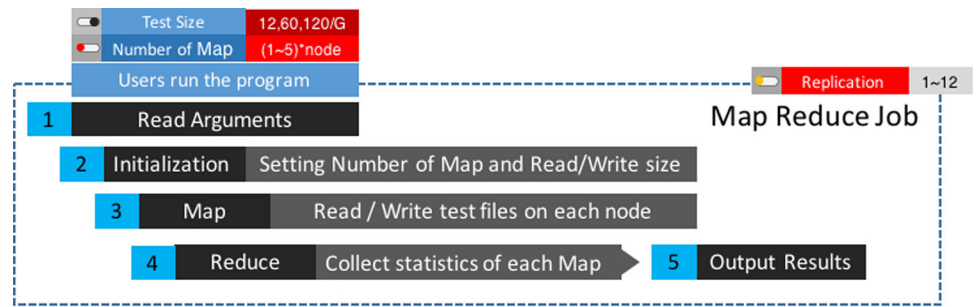 Test Size 12,60,120/G
Number of Map (1~5)*node
Users run the program
Replication 1~12
Map Reduce Job
1 Read Arguments
2 Initialization Setting Number of Map and Read/Write size
3 Map Read / Write test files on each node
4 Reduce Collect statistics of each Map 5 Output Results